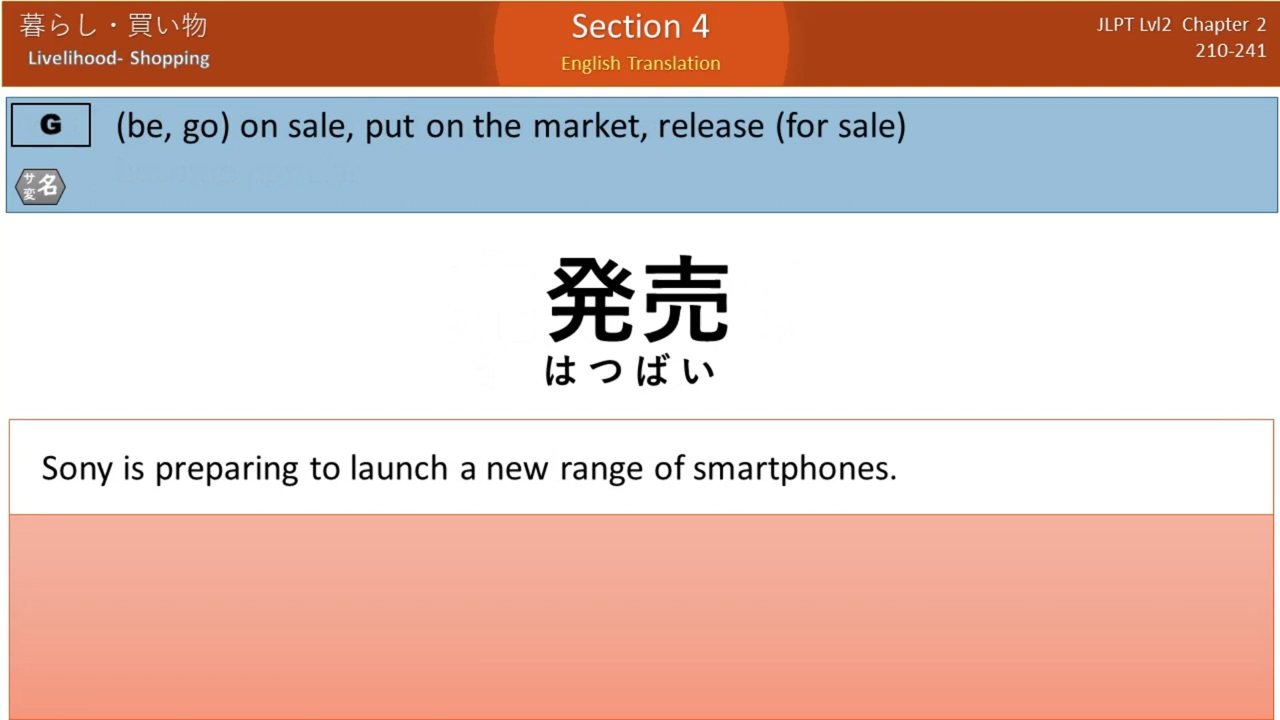 暮らし・買い物
Livelihood- Shopping
Section 4
English Translation
JLPT Lvl2 Chapter 2
210-241
G (be, go) on sale, put on the market, release (for sale)
サ変 名
発売
はつばい
Sony is preparing to launch a new range of smartphones.